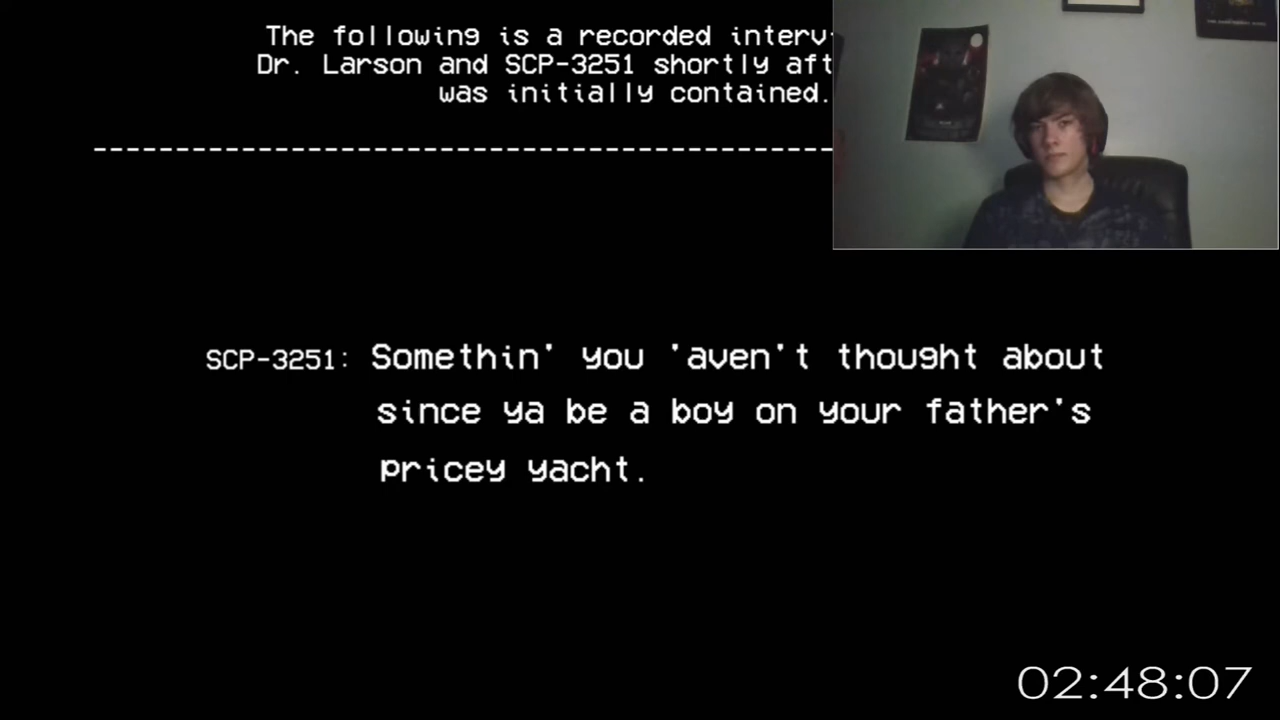 The following is a recorded interv
Dr. Larson and SCP-3251 shortly aft
was initially contained.
SCP-3251: Somethin' you 'aven't thought about
since ya be a boy on your father's
pricey yacht.
02:48:07